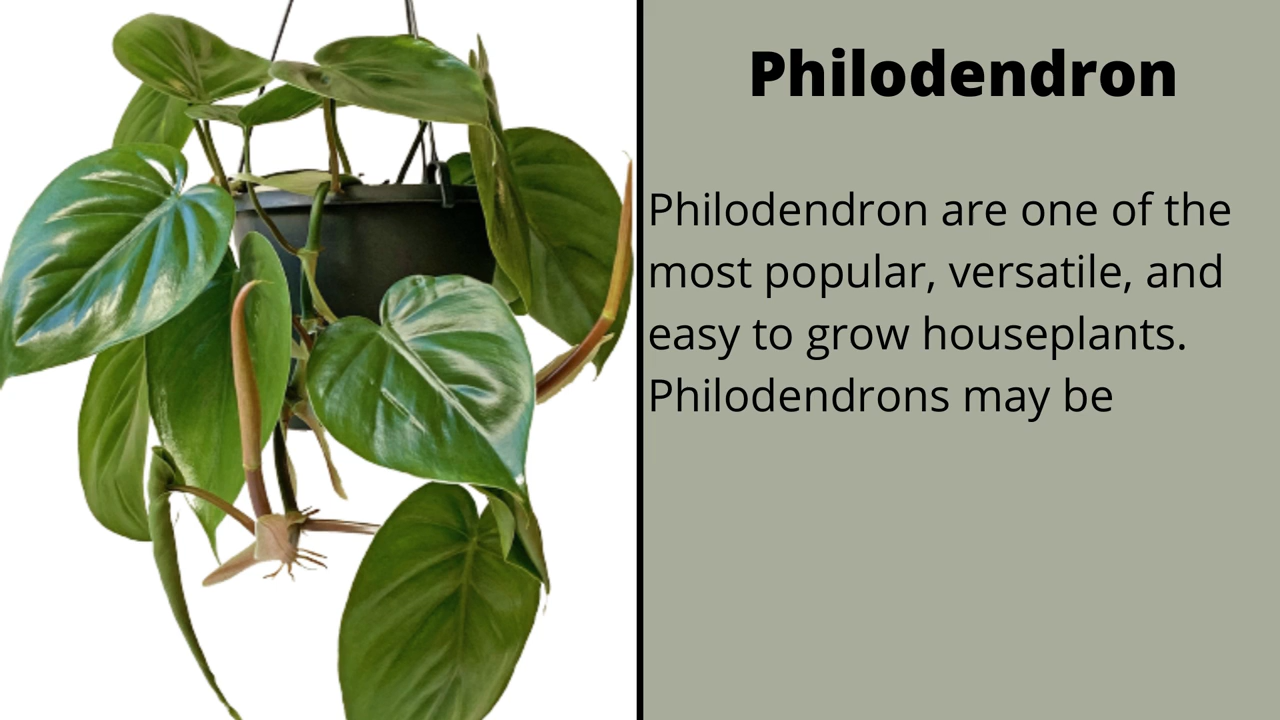 Philodendron
Philodendron are one of the
most popular, versatile, and
easy to grow houseplants.
Philodendrons may be